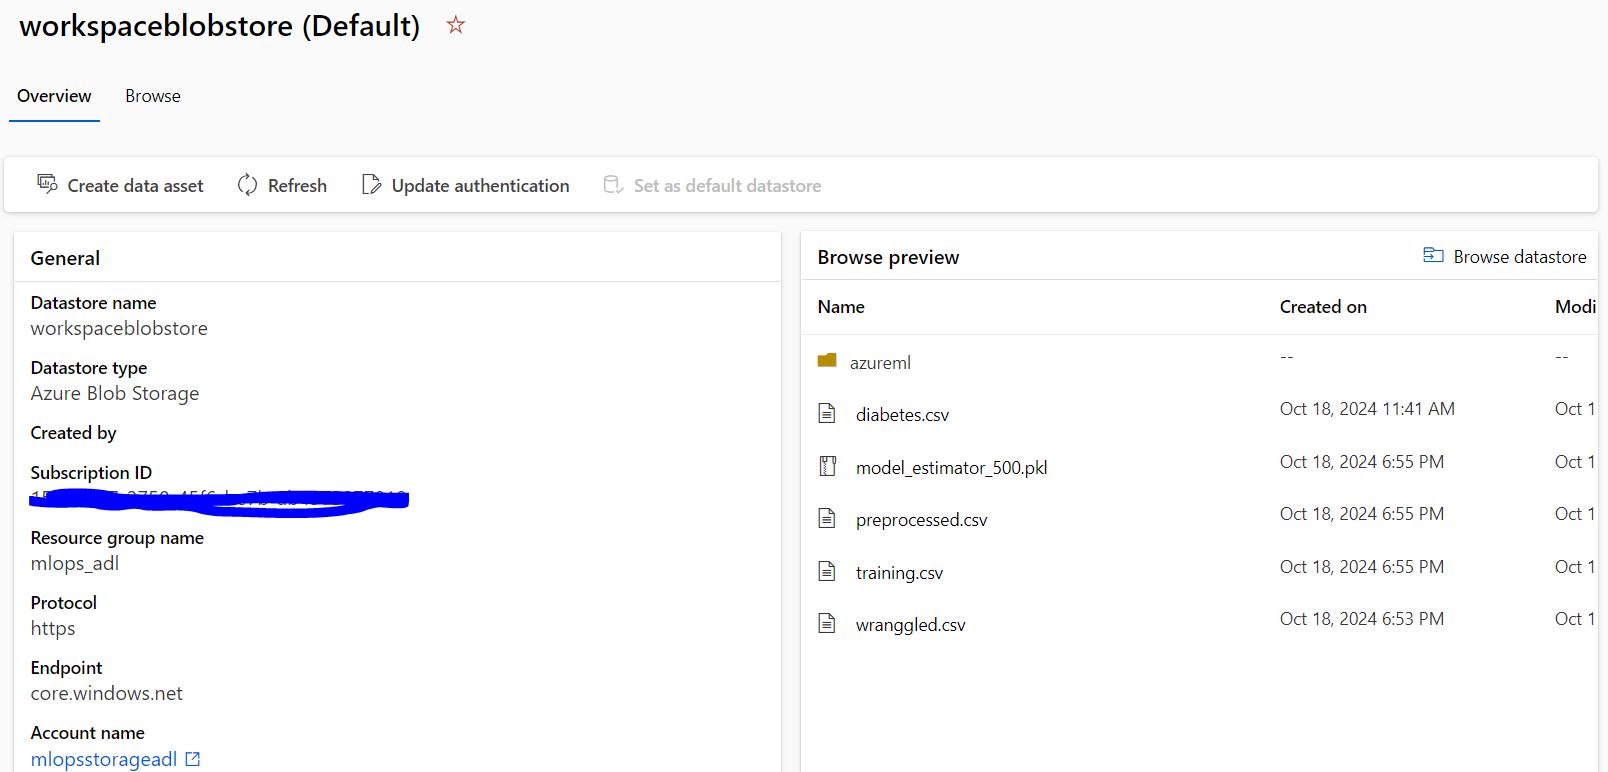 workspaceblobstore (Default)
Overview Browse
Create data asset Refresh Update authentication Set as default datastore
General
Datastore name
workspaceblobstore
Datastore type
Azure Blob Storage
Created by
Subscription ID
Resource group name
mlops_adl
Protocol
https
Endpoint
core.windows.net
Account name
mlopsstorageadl
Browse preview Browse datastore
Name Created on Modi
azureml -- --
diabetes.csv Oct 18, 2024 11:41 AM Oct 1
model_estimator_500.pkl Oct 18, 2024 6:55 PM Oct 1
preprocessed.csv Oct 18, 2024 6:55 PM Oct 1
training.csv Oct 18, 2024 6:55 PM Oct 1
wranggled.csv Oct 18, 2024 6:53 PM Oct 1